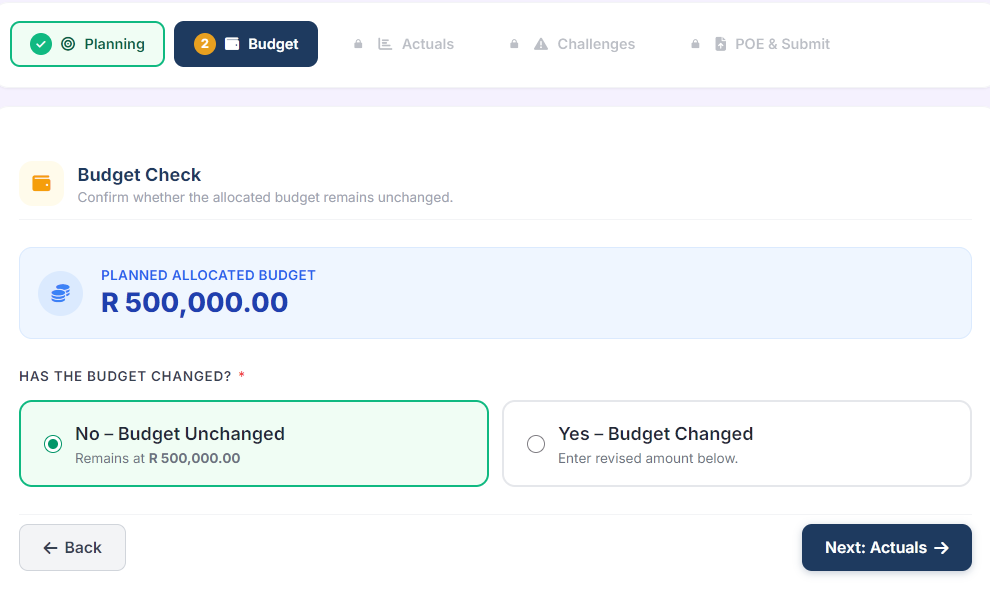 Planning
2 Budget
Actuals
Challenges
POE & Submit
Budget Check
Confirm whether the allocated budget remains unchanged.
PLANNED ALLOCATED BUDGET
R 500,000.00
HAS THE BUDGET CHANGED? *
No – Budget Unchanged
Remains at R 500,000.00
Yes – Budget Changed
Enter revised amount below.
← Back
Next: Actuals →